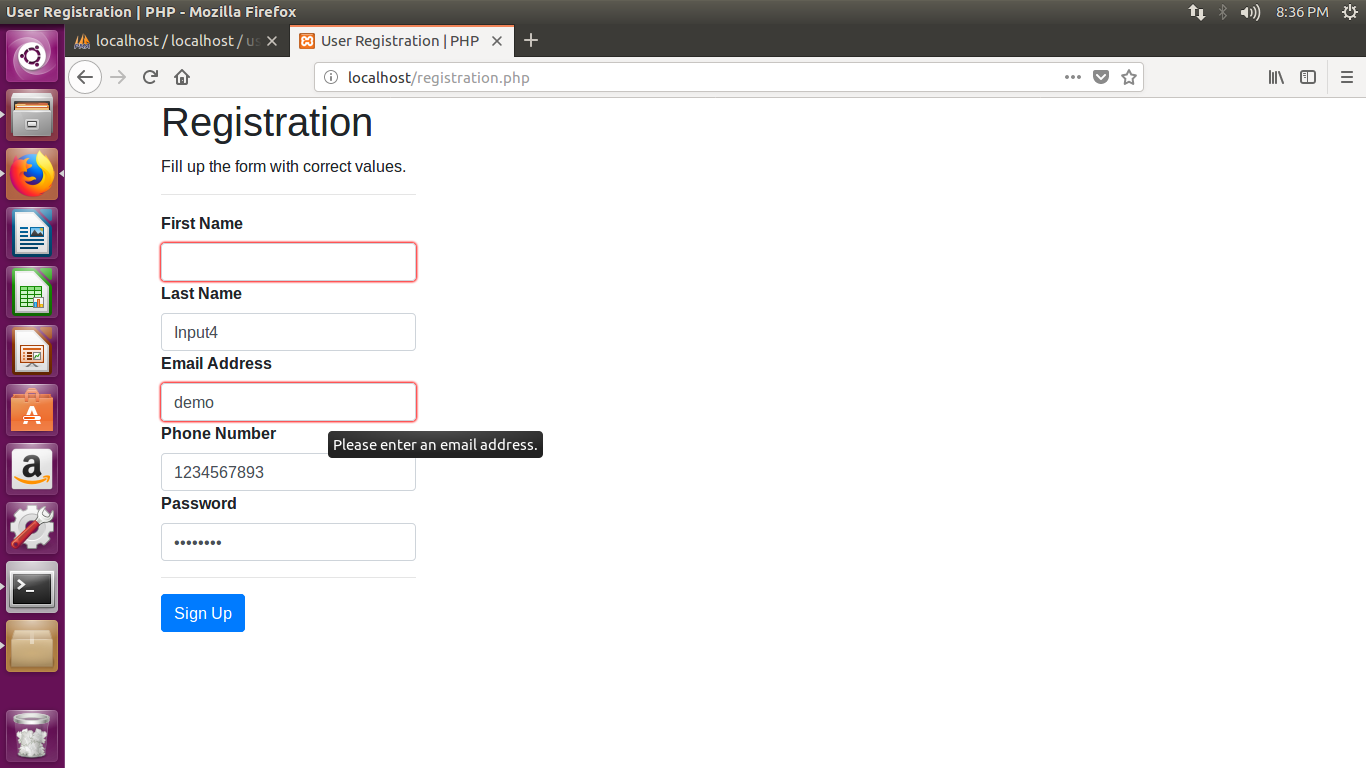 User Registration | PHP - Mozilla Firefox
8:36 PM
localhost / localhost / us
User Registration | PHP
localhost/registration.php
Registration
Fill up the form with correct values.
First Name
Last Name
Input4
Email Address
demo
Phone Number
Please enter an email address.
1234567893
Password
••••••••
Sign Up